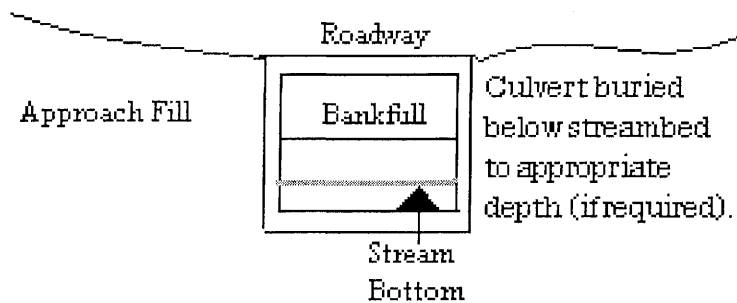 Roadway
Approach Fill
Bankfull
Culvert buried
below streambed
to appropriate
depth (if required).
Stream
Bottom